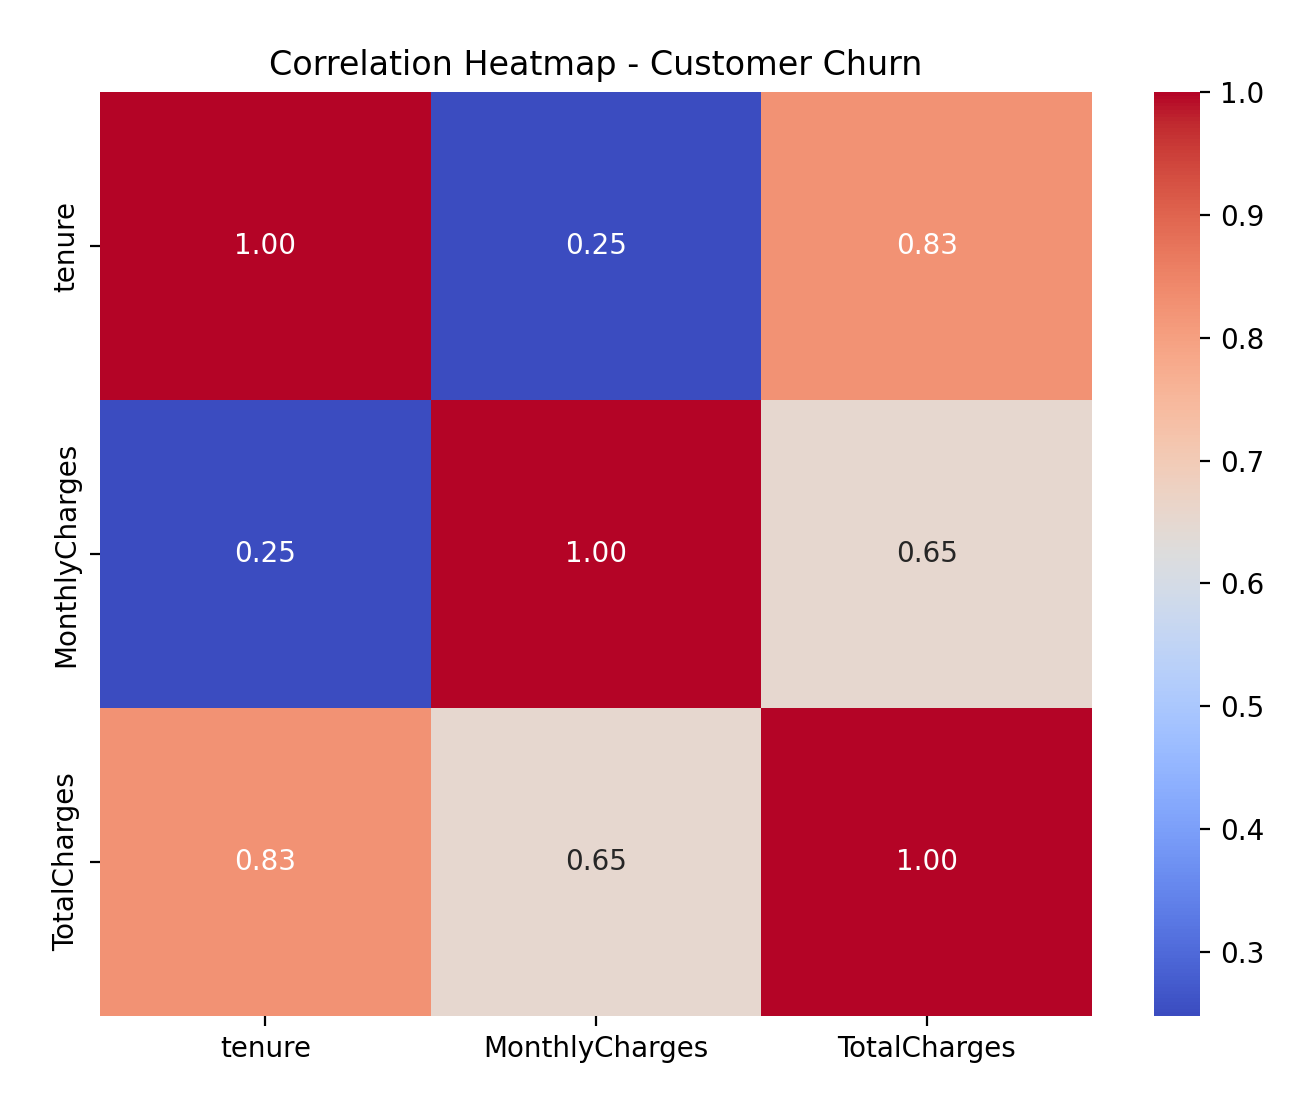 Correlation Heatmap - Customer Churn
tenure
1.00
0.25
0.83
MonthlyCharges
0.25
1.00
0.65
TotalCharges
0.83
0.65
1.00
tenure
MonthlyCharges
TotalCharges
1.0
0.9
0.8
0.7
0.6
0.5
0.4
0.3